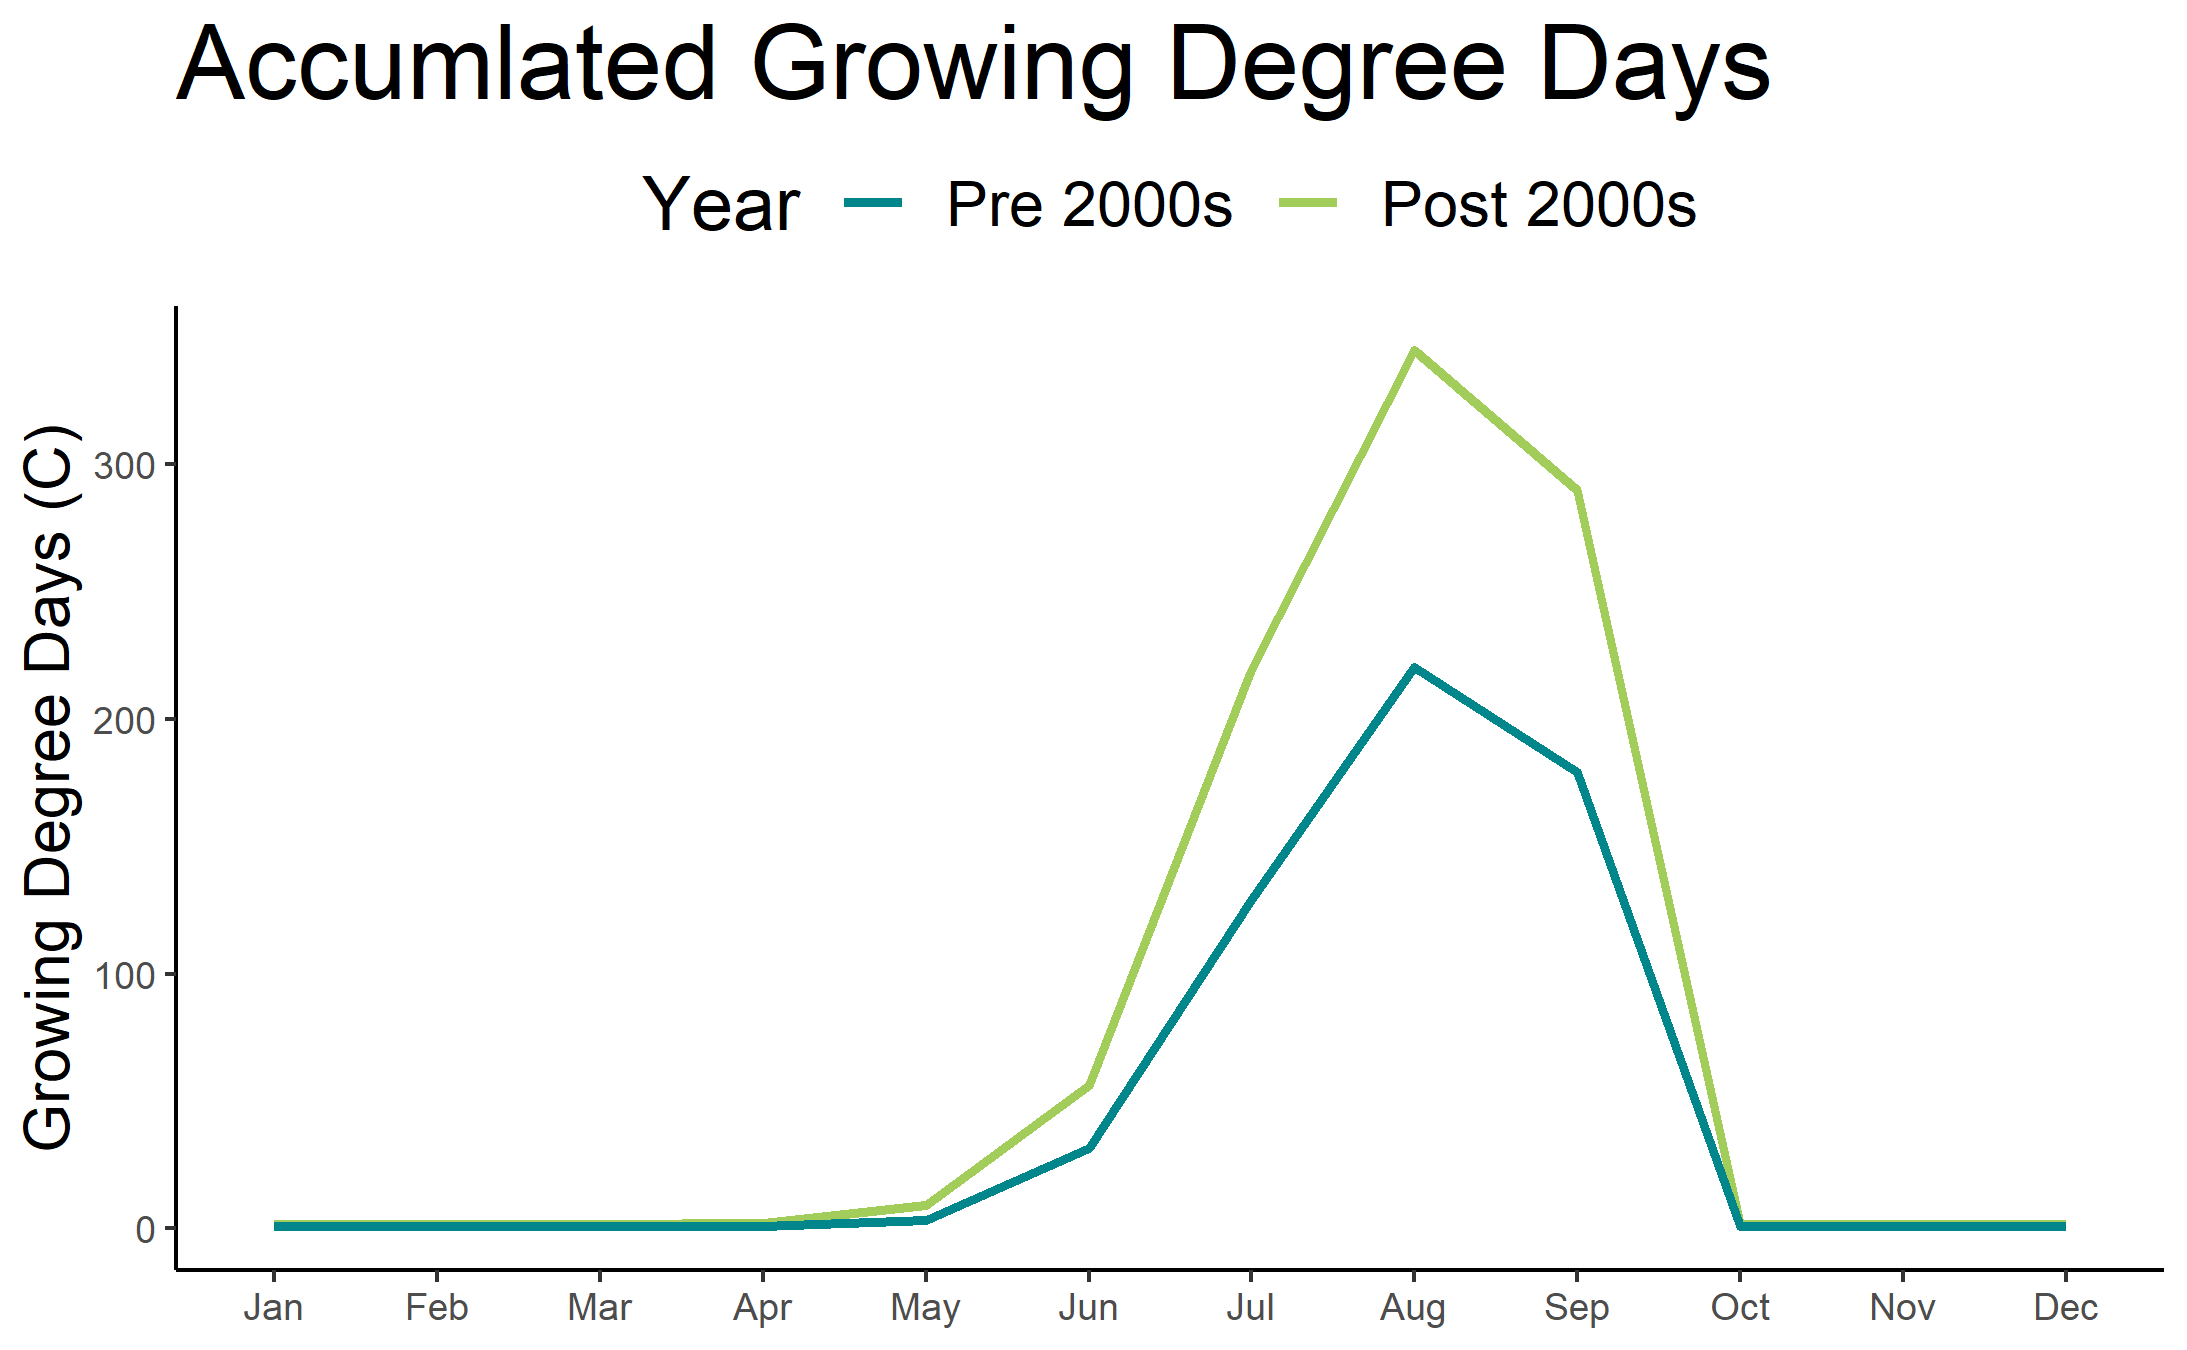 Accumlated Growing Degree Days
Year Pre 2000s Post 2000s
Growing Degree Days (C)
300
200
100
0
Jan Feb Mar Apr May Jun Jul Aug Sep Oct Nov Dec